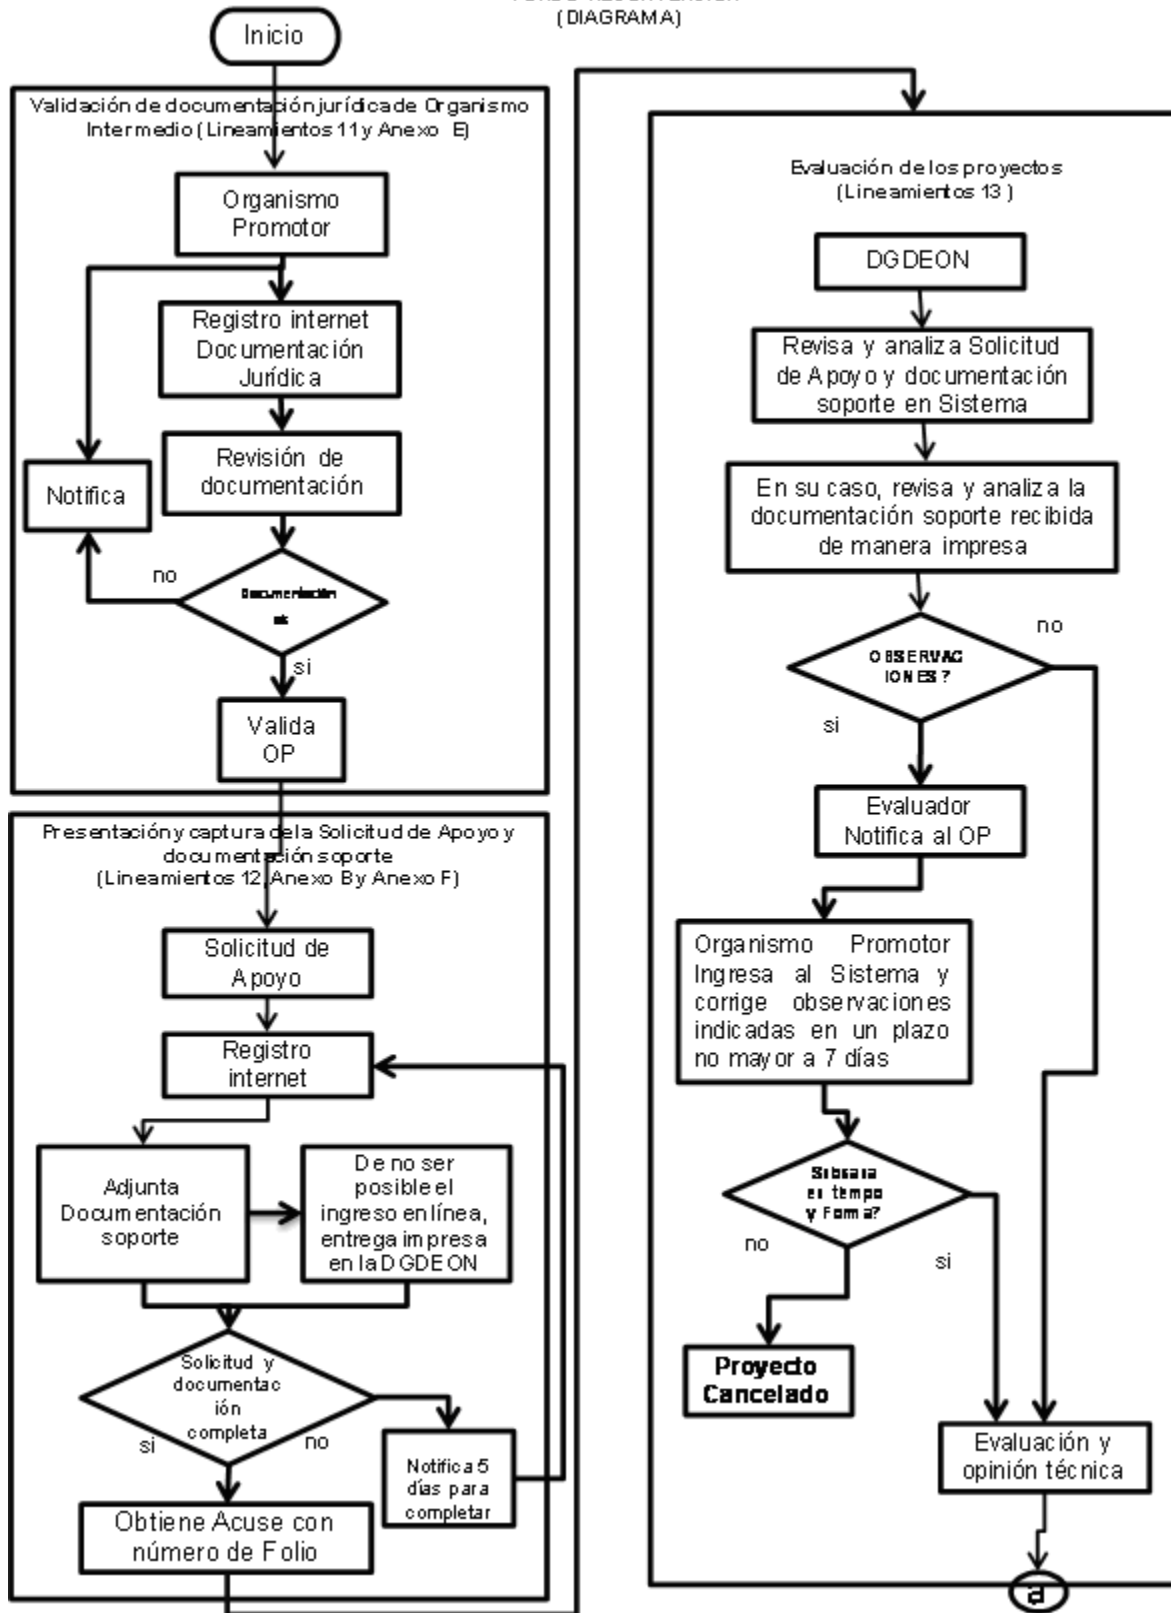 (DIAGRAMA)
Inicio
Validación de documentación jurídica de Organismo
Intermedio (Lineamientos 11 y Anexo E)
Organismo
Promotor
Registro internet
Documentación
Jurídica
Revisión de
documentación
Notifica
no
Documentación
ok
si
Valida
OP
Presentación y captura de la Solicitud de Apoyo y
documentación soporte
(Lineamientos 12, Anexo B y Anexo F)
Solicitud de
Apoyo
Registro
internet
Adjunta
Documentación
soporte
De no ser
posible el
ingreso en línea,
entrega impresa
en la DGDEON
Solicitud y
documentac
ión
completa
si
no
Notifica 5
días para
completar
Obtiene Acuse con
número de Folio
Evaluación de los proyectos
(Lineamientos 13 )
DGDEON
Revisa y analiza Solicitud
de Apoyo y documentación
soporte en Sistema
En su caso, revisa y analiza la
documentación soporte recibida
de manera impresa
OBSERVAC
IONES?
no
si
Evaluador
Notifica al OP
Organismo Promotor
Ingresa al Sistema y
corrige observaciones
indicadas en un plazo
no mayor a 7 días
Subsana
en tempo
y Forma?
no
si
Proyecto
Cancelado
Evaluación y
opinión técnica
a